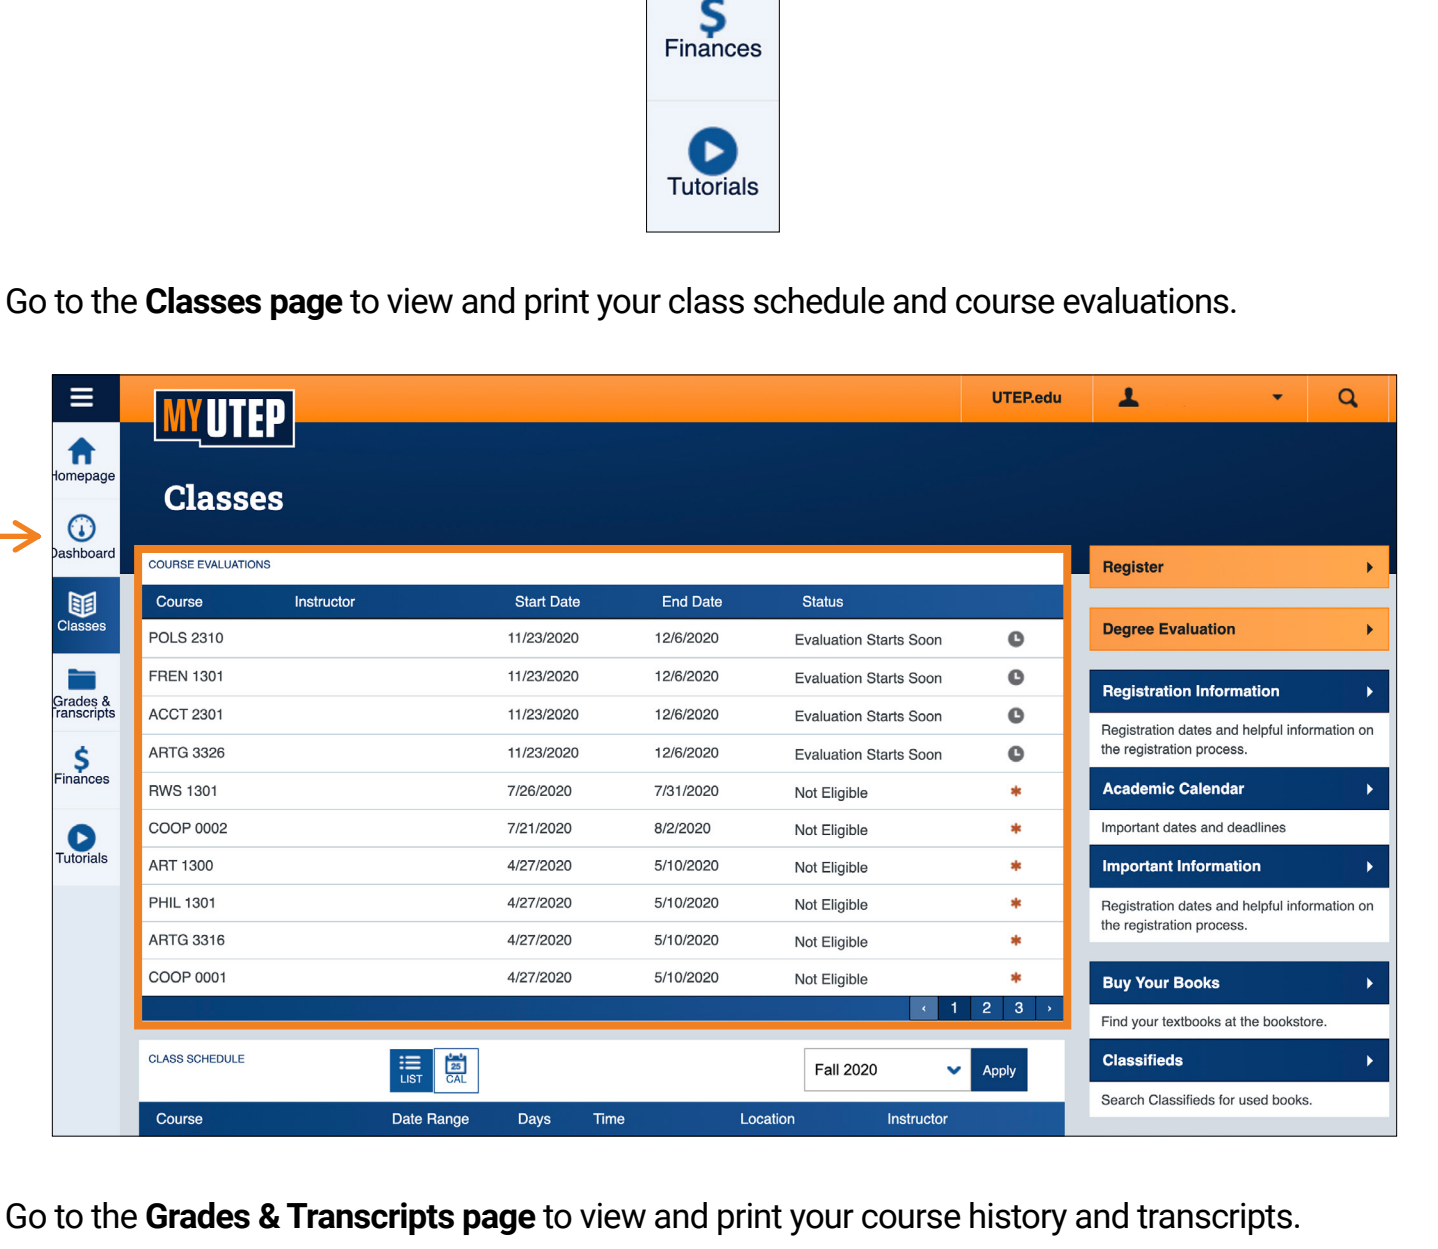 Finances
Tutorials
Go to the Classes page to view and print your class schedule and course evaluations.
MY UTEP
UTEP.edu
Homepage
Classes
Dashboard
COURSE EVALUATIONS
Course Instructor Start Date End Date Status
POLS 2310 11/23/2020 12/6/2020 Evaluation Starts Soon
FREN 1301 11/23/2020 12/6/2020 Evaluation Starts Soon
ACCT 2301 11/23/2020 12/6/2020 Evaluation Starts Soon
ARTG 3326 11/23/2020 12/6/2020 Evaluation Starts Soon
RWS 1301 7/26/2020 7/31/2020 Not Eligible
COOP 0002 7/21/2020 8/2/2020 Not Eligible
ART 1300 4/27/2020 5/10/2020 Not Eligible
PHIL 1301 4/27/2020 5/10/2020 Not Eligible
ARTG 3316 4/27/2020 5/10/2020 Not Eligible
COOP 0001 4/27/2020 5/10/2020 Not Eligible
‹ 1 2 3 ›
Classes
Grades &
Transcripts
Finances
Tutorials
CLASS SCHEDULE
LIST
25
CAL
Fall 2020
Apply
Course Date Range Days Time Location Instructor
Register
Degree Evaluation
Registration Information
Registration dates and helpful information on
the registration process.
Academic Calendar
Important dates and deadlines
Important Information
Registration dates and helpful information on
the registration process.
Buy Your Books
Find your textbooks at the bookstore.
Classifieds
Search Classifieds for used books.
Go to the Grades & Transcripts page to view and print your course history and transcripts.